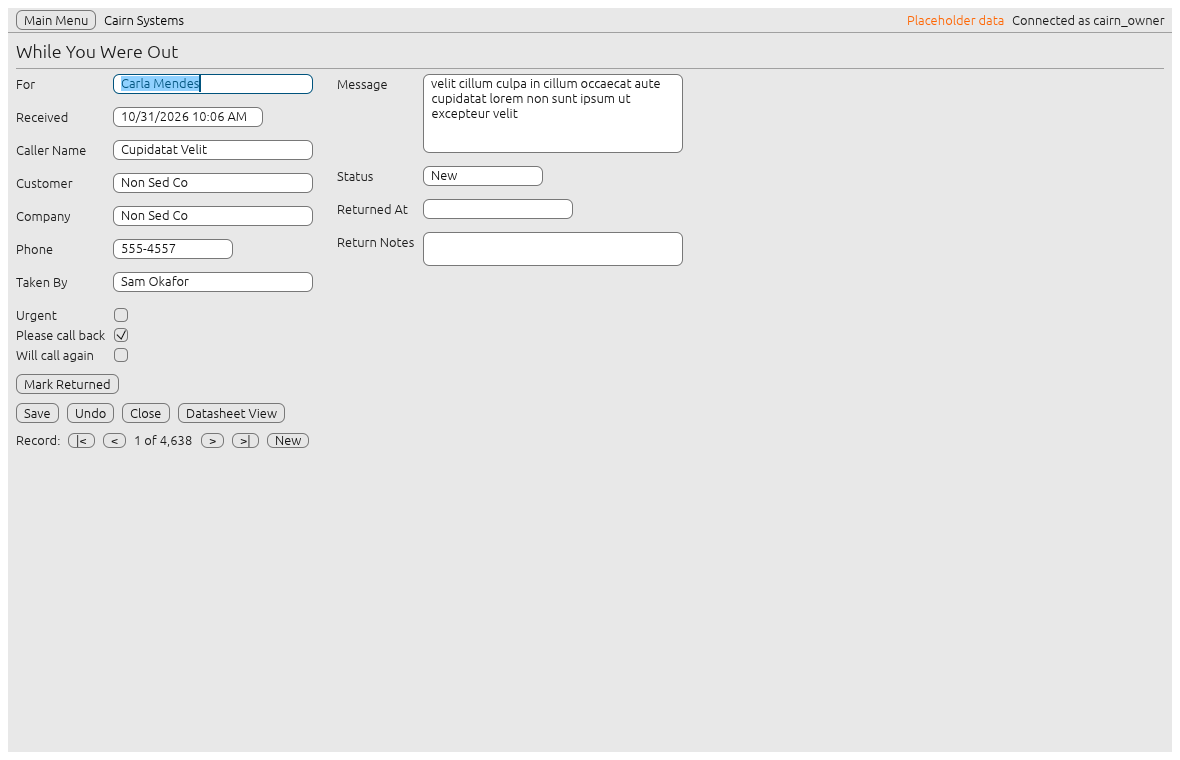 Main Menu Cairn Systems Placeholder data Connected as cairn_owner
While You Were Out
For Carla Mendes
Received 10/31/2026 10:06 AM
Caller Name Cupidatat Velit
Customer Non Sed Co
Company Non Sed Co
Phone 555-4557
Taken By Sam Okafor
Urgent
Please call back
Will call again
Message velit cillum culpa in cillum occaecat aute
cupidatat lorem non sunt ipsum ut
excepteur velit
Status New
Returned At
Return Notes
Mark Returned
Save Undo Close Datasheet View
Record: |< < 1 of 4,638 > >| New